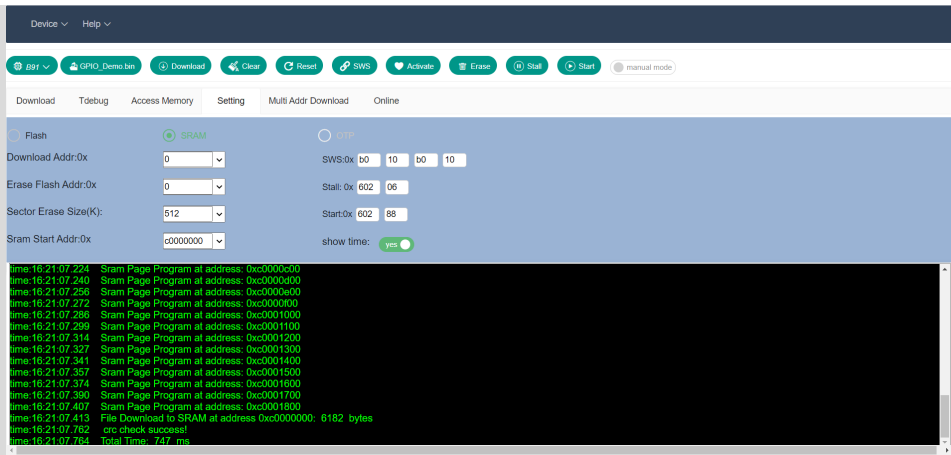 Device Help
B91 GPIO_Demo.bin Download Clear Reset SWS Activate Erase Stall Start manual mode
Download Tdebug Access Memory Setting Multi Addr Download Online
Flash SRAM OTP
Download Addr:0x 0 SWS:0x b0 10 b0 10
Erase Flash Addr:0x 0 Stall: 0x 602 06
Sector Erase Size(K): 512 Start:0x 602 88
Sram Start Addr:0x c0000000 show time: yes
time:16:21:07.224 Sram Page Program at address: 0xc0000c00
time:16:21:07.240 Sram Page Program at address: 0xc0000d00
time:16:21:07.256 Sram Page Program at address: 0xc0000e00
time:16:21:07.272 Sram Page Program at address: 0xc0000f00
time:16:21:07.286 Sram Page Program at address: 0xc0001000
time:16:21:07.299 Sram Page Program at address: 0xc0001100
time:16:21:07.314 Sram Page Program at address: 0xc0001200
time:16:21:07.327 Sram Page Program at address: 0xc0001300
time:16:21:07.341 Sram Page Program at address: 0xc0001400
time:16:21:07.357 Sram Page Program at address: 0xc0001500
time:16:21:07.374 Sram Page Program at address: 0xc0001600
time:16:21:07.390 Sram Page Program at address: 0xc0001700
time:16:21:07.407 Sram Page Program at address: 0xc0001800
time:16:21:07.413 File Download to SRAM at address 0xc0000000: 6182 bytes
time:16:21:07.762 crc check success!
time:16:21:07.764 Total Time: 747 ms